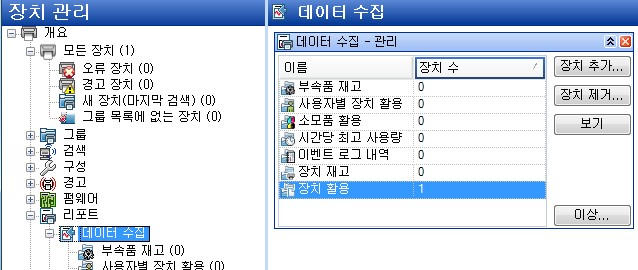 장치 관리
개요
모든 장치 (1)
오류 장치 (0)
경고 장치 (0)
새 장치(마지막 검색) (0)
그룹 목록에 없는 장치 (0)
그룹
검색
구성
경고
펌웨어
리포트
데이터 수집
부속품 재고 (0)
사용자별 장치 활용 (0)
데이터 수집
데이터 수집 - 관리
이름 장치 수
부속품 재고 0
사용자별 장치 활용 0
소모품 활용 0
시간당 최고 사용량 0
이벤트 로그 내역 0
장치 재고 0
장치 활용 1
장치 추가...
장치 제거...
보기
이상...